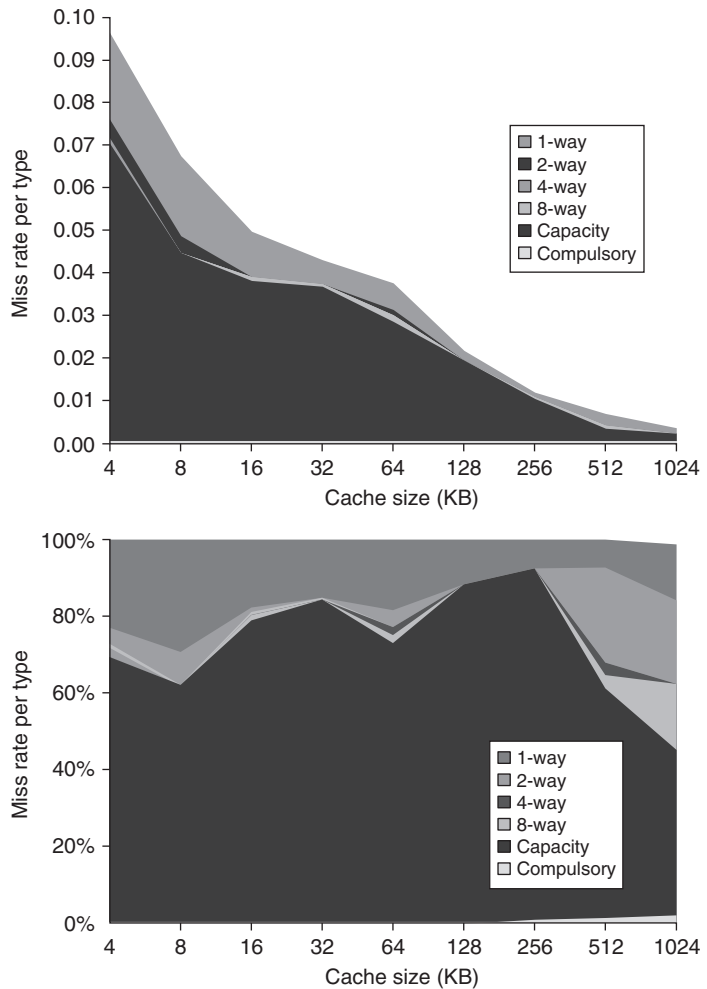 0.10
0.09
0.08
0.07
0.06
0.05
0.04
0.03
0.02
0.01
0.00
Miss rate per type
1-way
2-way
4-way
8-way
Capacity
Compulsory
4 8 16 32 64 128 256 512 1024
Cache size (KB)
100%
80%
60%
40%
20%
0%
Miss rate per type
1-way
2-way
4-way
8-way
Capacity
Compulsory
4 8 16 32 64 128 256 512 1024
Cache size (KB)